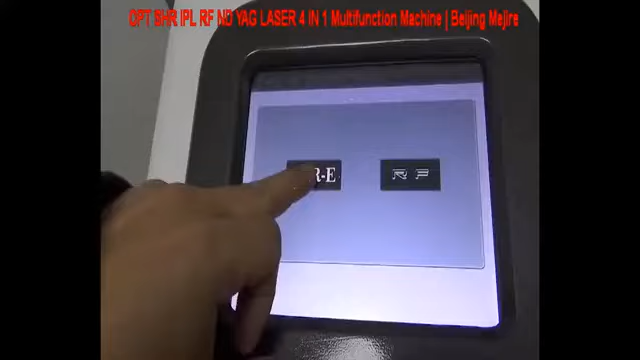 OPT SHR IPL RF ND YAG LASER 4 IN 1 Multifunction Machine | Beijing Mejire
R-E
RF